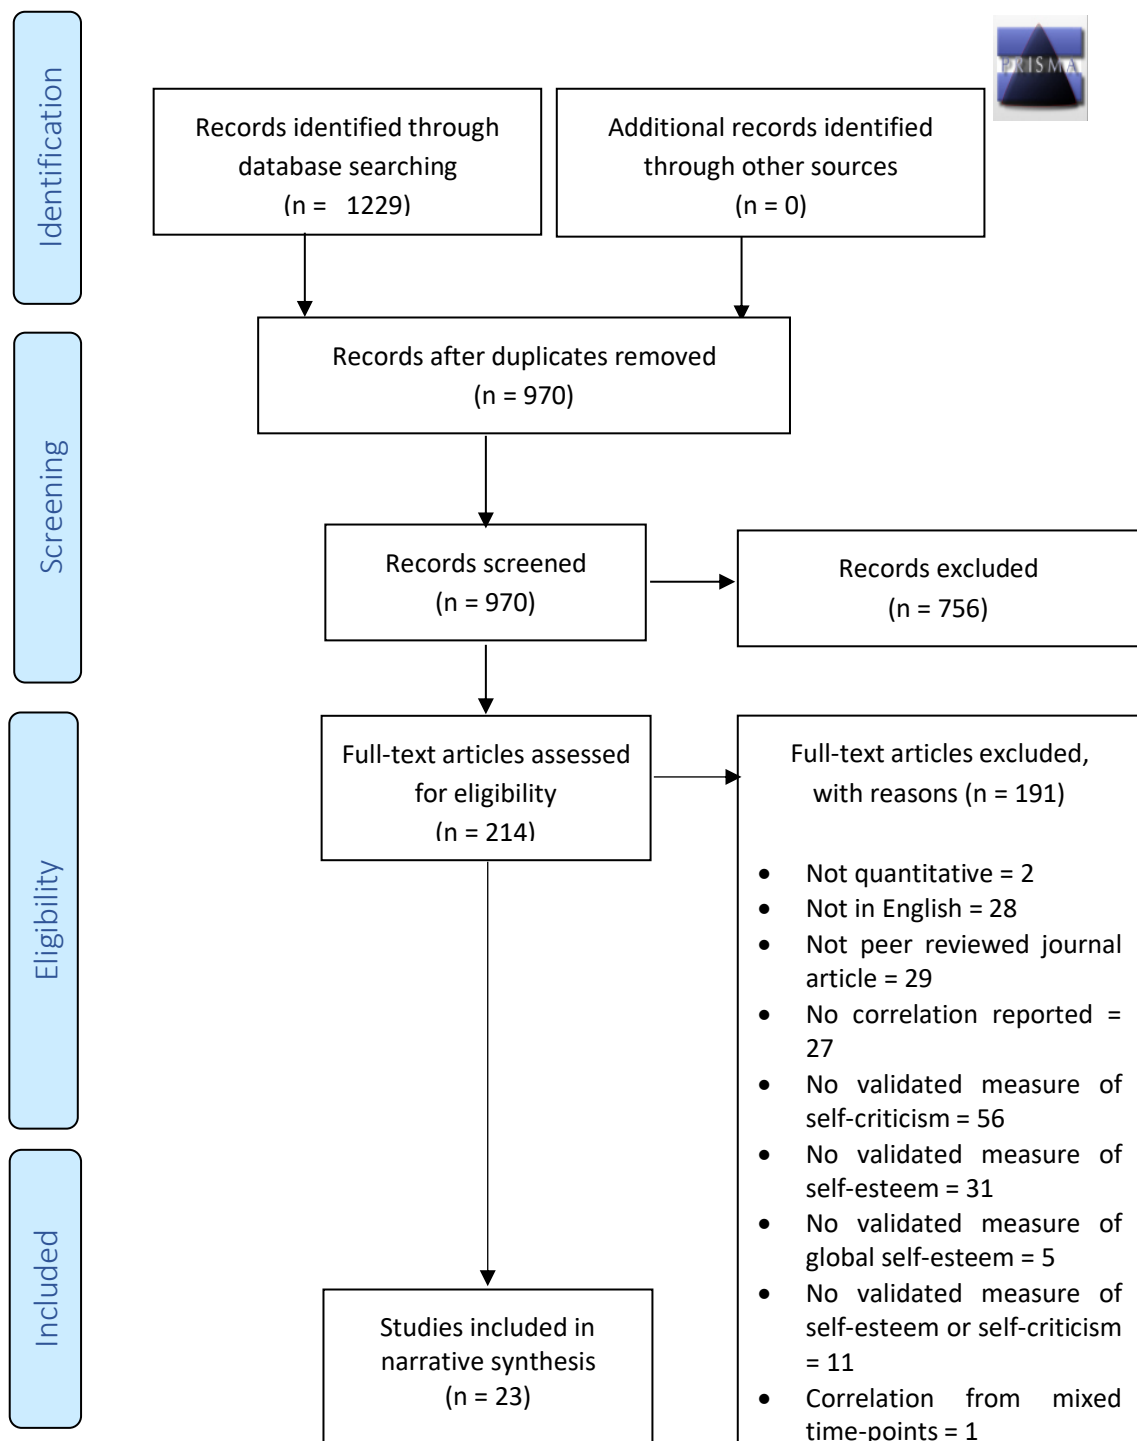 Identification
PRISMA
Records identified through
database searching
(n =   1229)
Additional records identified
through other sources
(n = 0)
Screening
Records after duplicates removed
(n = 970)
Records screened
(n = 970)
Records excluded
(n = 756)
Eligibility
Full-text articles assessed
for eligibility
(n = 214)
Full-text articles excluded,
with reasons (n = 191)
• Not quantitative = 2
• Not in English = 28
• Not peer reviewed journal
article = 29
• No correlation reported =
27
• No validated measure of
self-criticism = 56
• No validated measure of
self-esteem = 31
• No validated measure of
global self-esteem = 5
• No validated measure of
self-esteem or self-criticism
= 11
• Correlation from mixed
time-points = 1
Included
Studies included in
narrative synthesis
(n = 23)